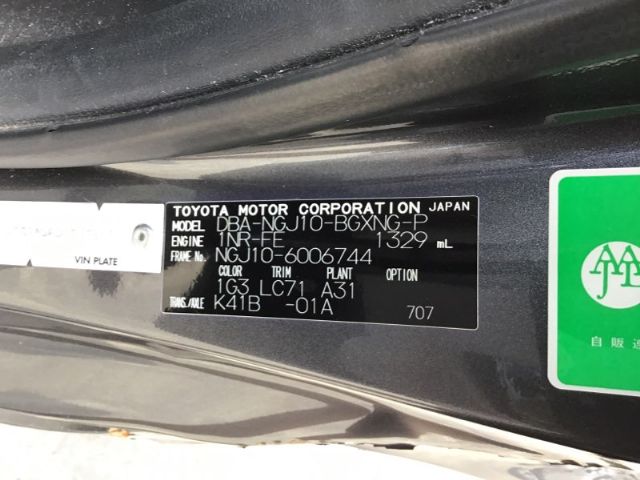 TOYOTA MOTOR CORPORATION JAPAN
MODEL DBA-NGJ10-BGXNG-P
ENGINE 1NR-FE 1329 mL
FRAME No. NGJ10-6006744
COLOR TRIM PLANT OPTION
1G3 LC71 A31
TRANS./AXLE K41B -01A 707
VIN PLATE
自販連